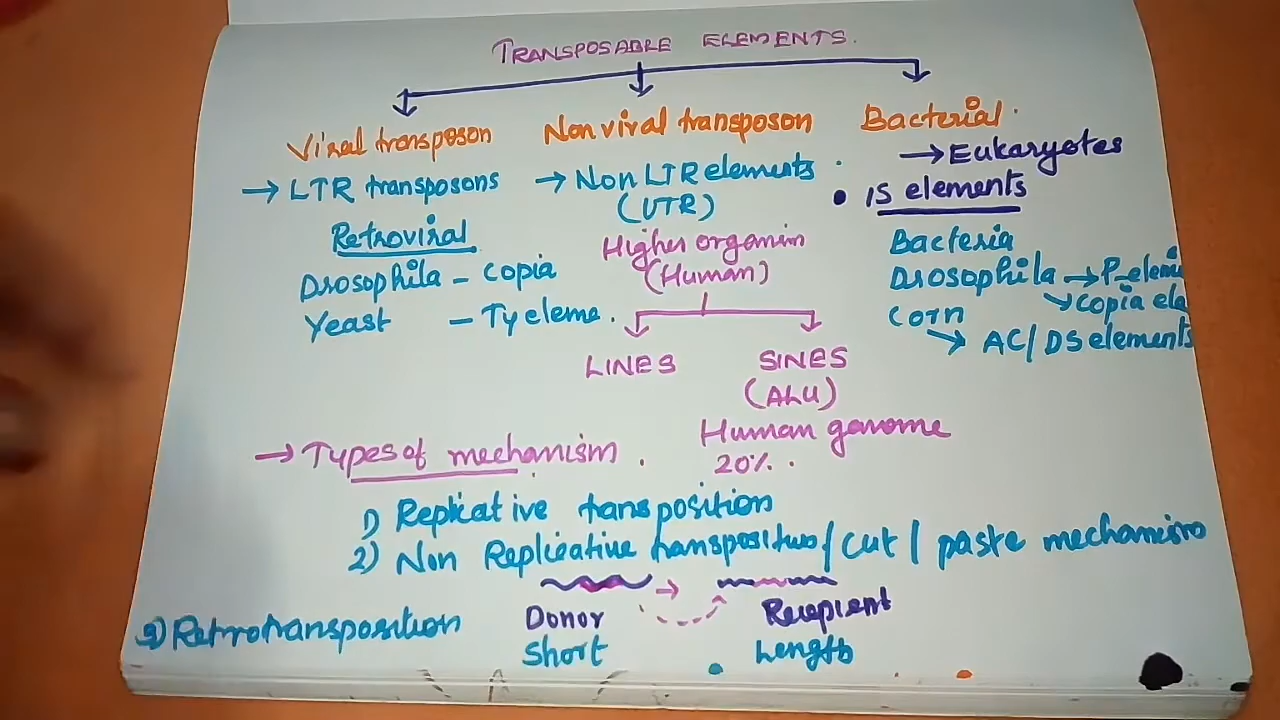 TRANSPOSABLE ELEMENTS.
Viral transposon
→ LTR transposons
Retroviral
Drosophila - copia
Yeast - Ty eleme.
Non viral transposon
→ Non LTR elements
(UTR)
Higher organim
(Human)
LINES
SINES
(ALU)
Human genome
20%.
Bacterial.
→ Eukaryotes
• IS elements
Bacteria
Drosophila → P-elem
↘ copia ele
Corn
→ AC/DS elements
→ Types of mechanism.
1) Replicative transposition
2) Non Replicative transposition / cut / paste mechanism
Donor
Short
Recipient
Length
3) Retrotransposition